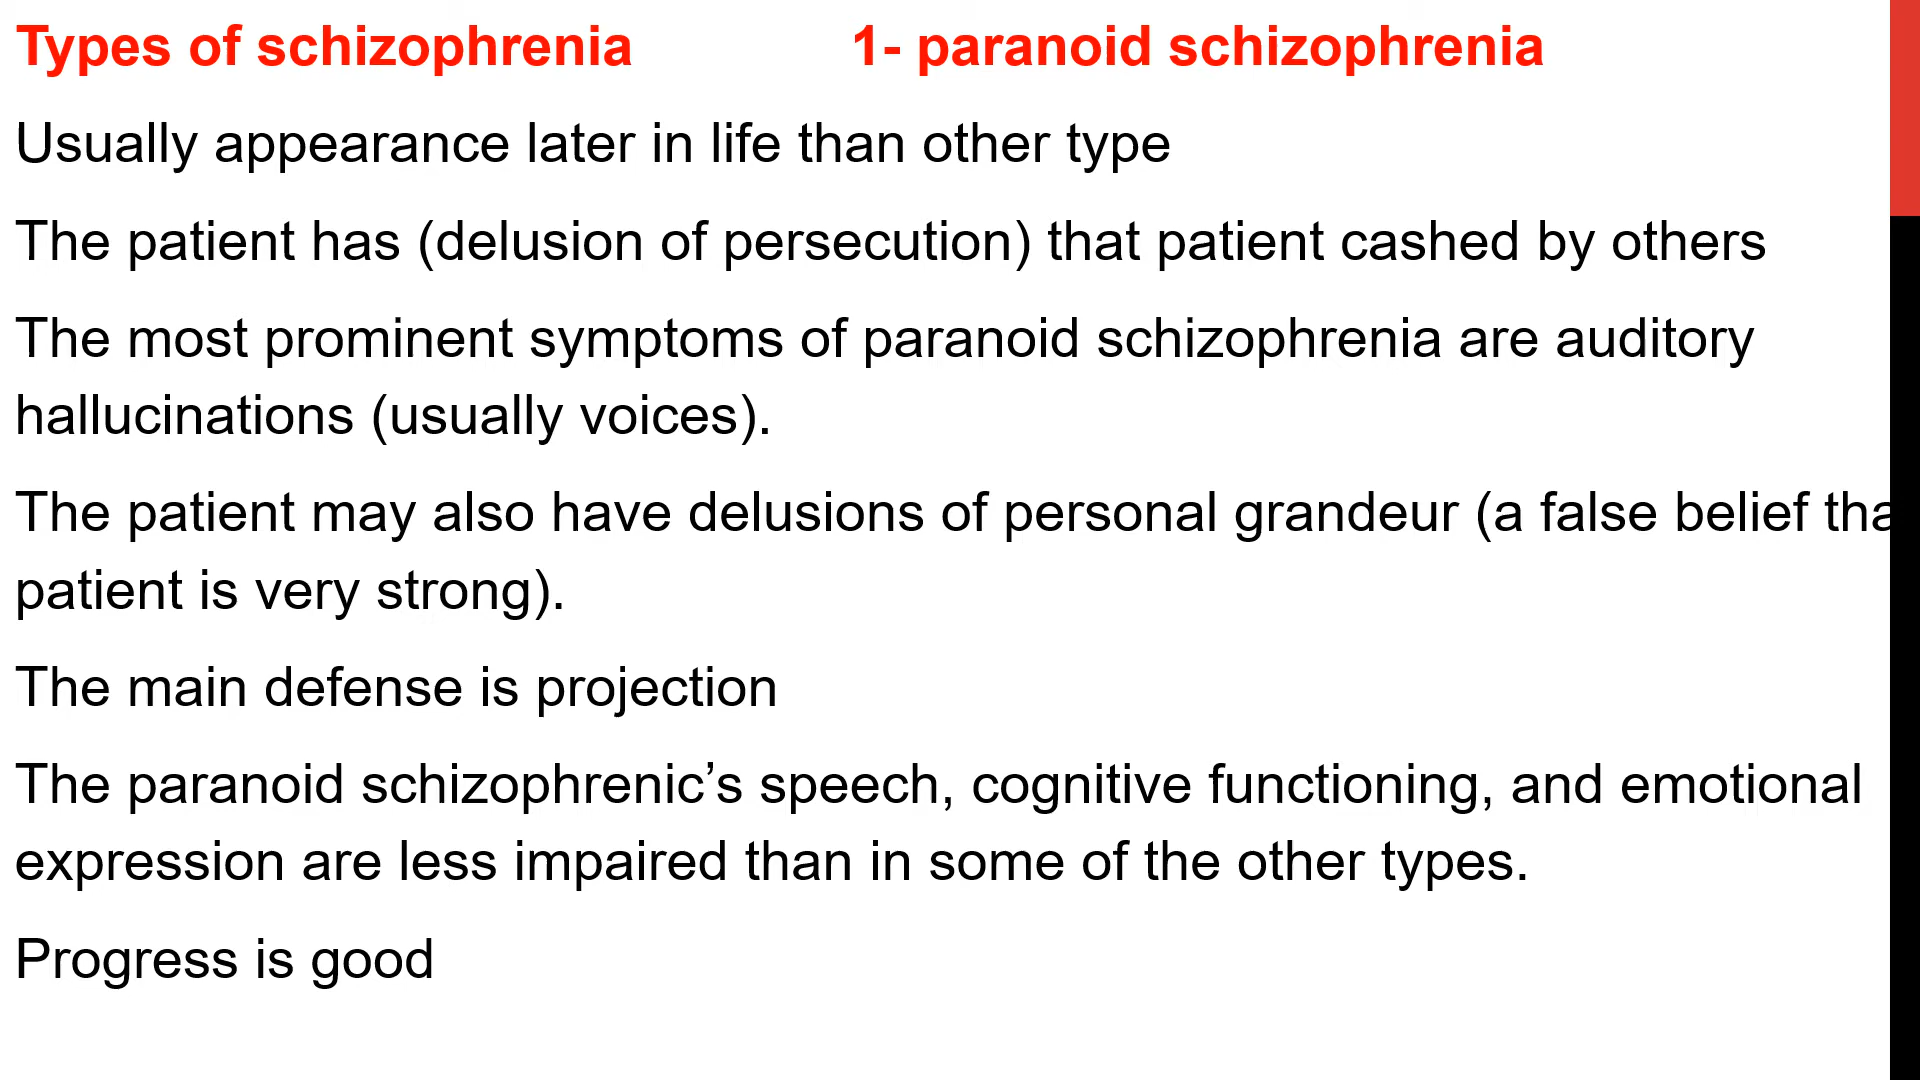 Types of schizophrenia 1- paranoid schizophrenia
Usually appearance later in life than other type
The patient has (delusion of persecution) that patient cashed by others
The most prominent symptoms of paranoid schizophrenia are auditory
hallucinations (usually voices).
The patient may also have delusions of personal grandeur (a false belief tha
patient is very strong).
The main defense is projection
The paranoid schizophrenic’s speech, cognitive functioning, and emotional
expression are less impaired than in some of the other types.
Progress is good